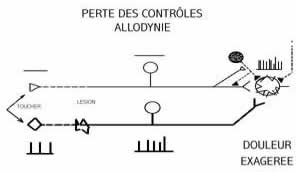 PERTE DES CONTRÔLES
ALLODYNIE
TOUCHER
LESION
DOULEUR
EXAGEREE